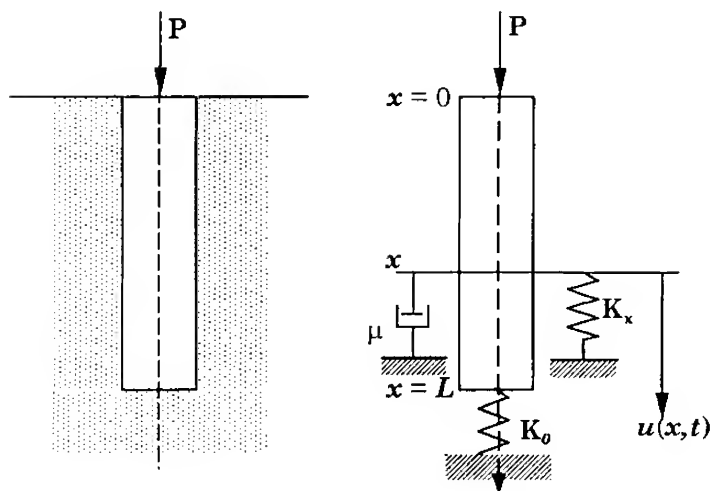 P
P
x = 0
x
μ
Kₓ
x = L
K₀
u(x,t)